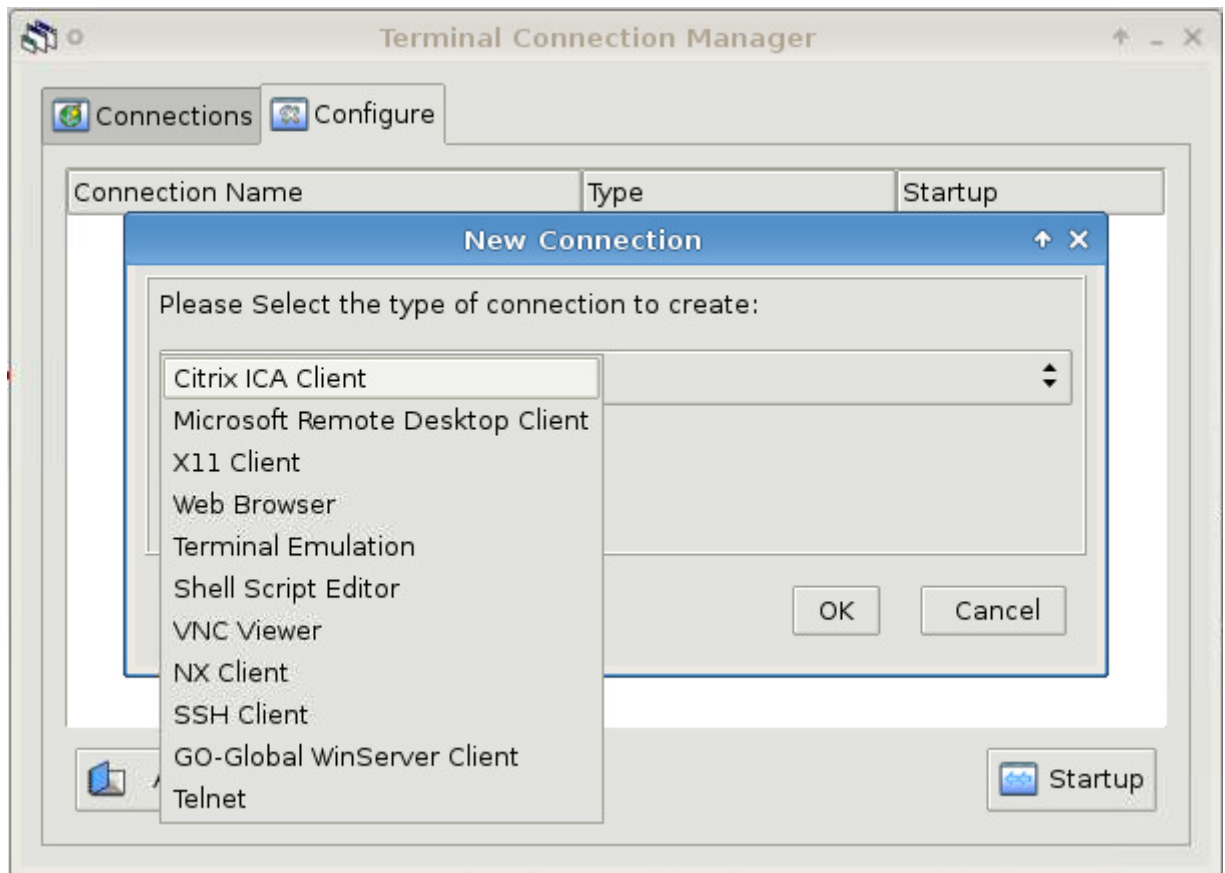 Terminal Connection Manager
Connections
Configure
Connection Name Type Startup
New Connection
Please Select the type of connection to create:
Citrix ICA Client
Microsoft Remote Desktop Client
X11 Client
Web Browser
Terminal Emulation
Shell Script Editor
VNC Viewer
NX Client
SSH Client
GO-Global WinServer Client
Telnet
OK Cancel
Startup